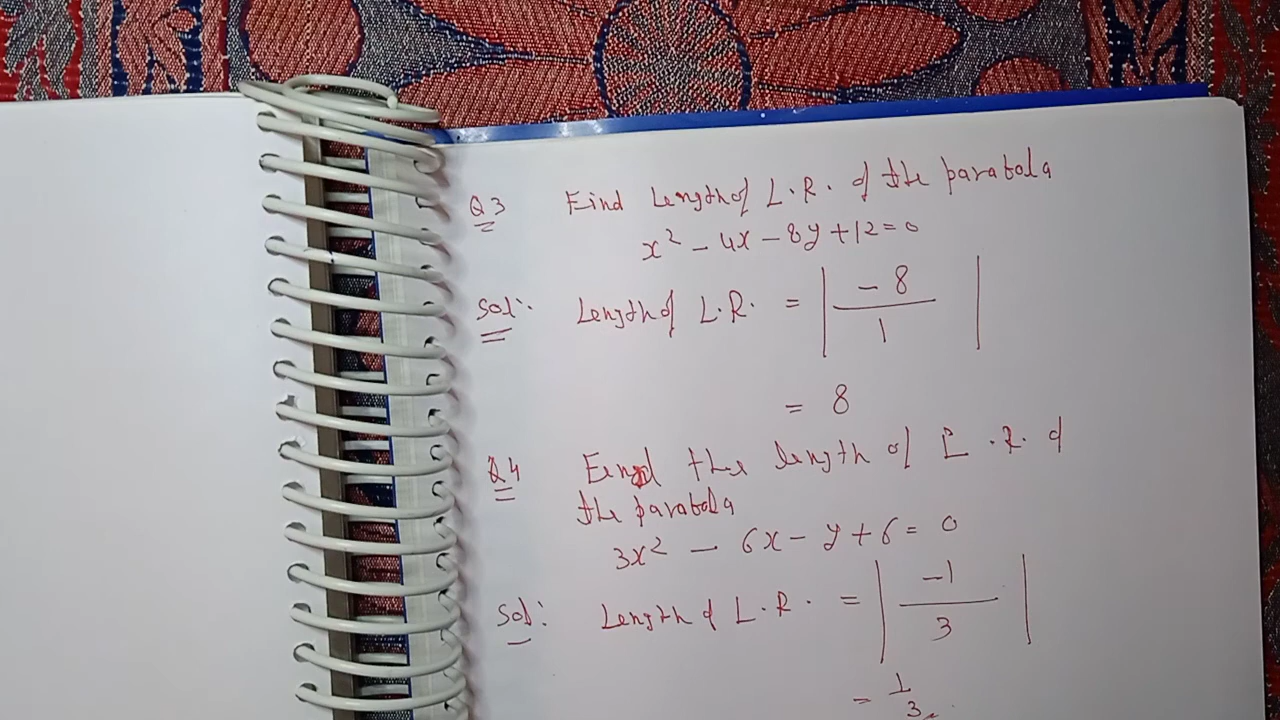 Q3 Find Length of L.R. of the parabola
x² - 4x - 8y + 12 = 0
Sol: Length of L.R. = | -8/1 |
= 8
Q4 Find the length of L.R. of
the parabola
3x² - 6x - y + 6 = 0
Sol: Length of L.R. = | -1/3 |
= 1/3